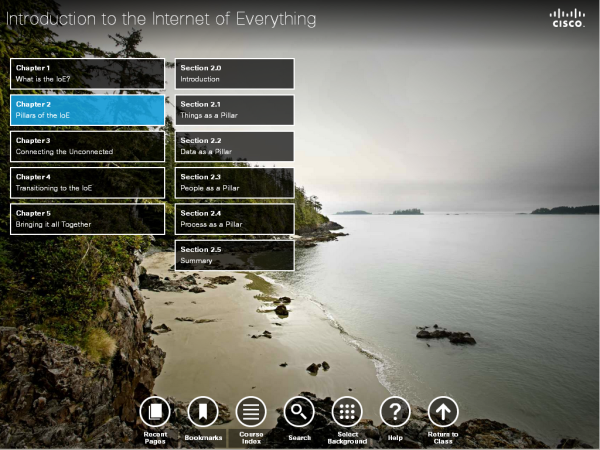 Introduction to the Internet of Everything
CISCO
Chapter 1
What is the IoE?
Chapter 2
Pillars of the IoE
Chapter 3
Connecting the Unconnected
Chapter 4
Transitioning to the IoE
Chapter 5
Bringing it all Together
Section 2.0
Introduction
Section 2.1
Things as a Pillar
Section 2.2
Data as a Pillar
Section 2.3
People as a Pillar
Section 2.4
Process as a Pillar
Section 2.5
Summary
Recent
Pages
Bookmarks
Course
Index
Search
Select
Background
Help
Return to
Class